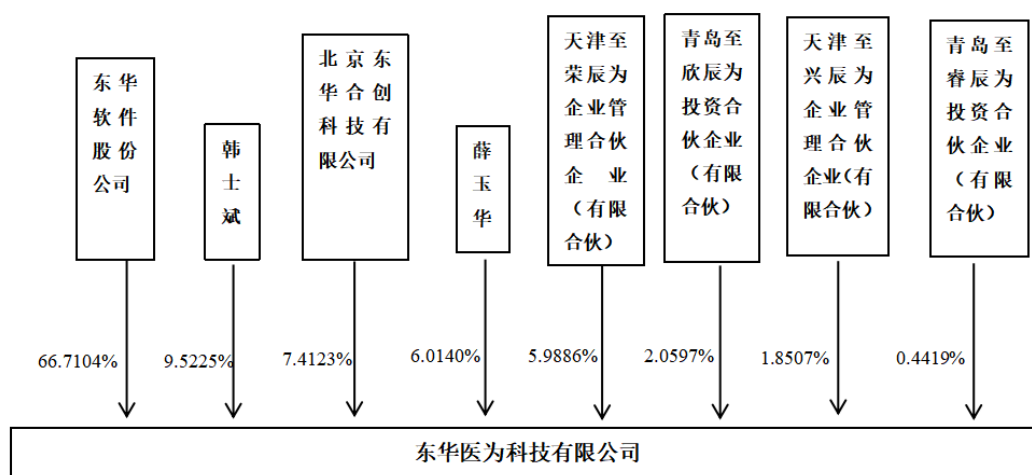 东华
软件
股份
公司
韩
士
斌
北京东
华合创
科技有
限公司
薛
玉
华
天津至
荣辰为
企业管
理合伙
企业
（有限
合伙）
青岛至
欣辰为
投资合
伙企业
（有限
合伙）
天津至
兴辰为
企业管
理合伙
企业（有
限合伙）
青岛至
睿辰为
投资合
伙企业
（有限
合伙）
66.7104%
9.5225%
7.4123%
6.0140%
5.9886%
2.0597%
1.8507%
0.4419%
东华医为科技有限公司